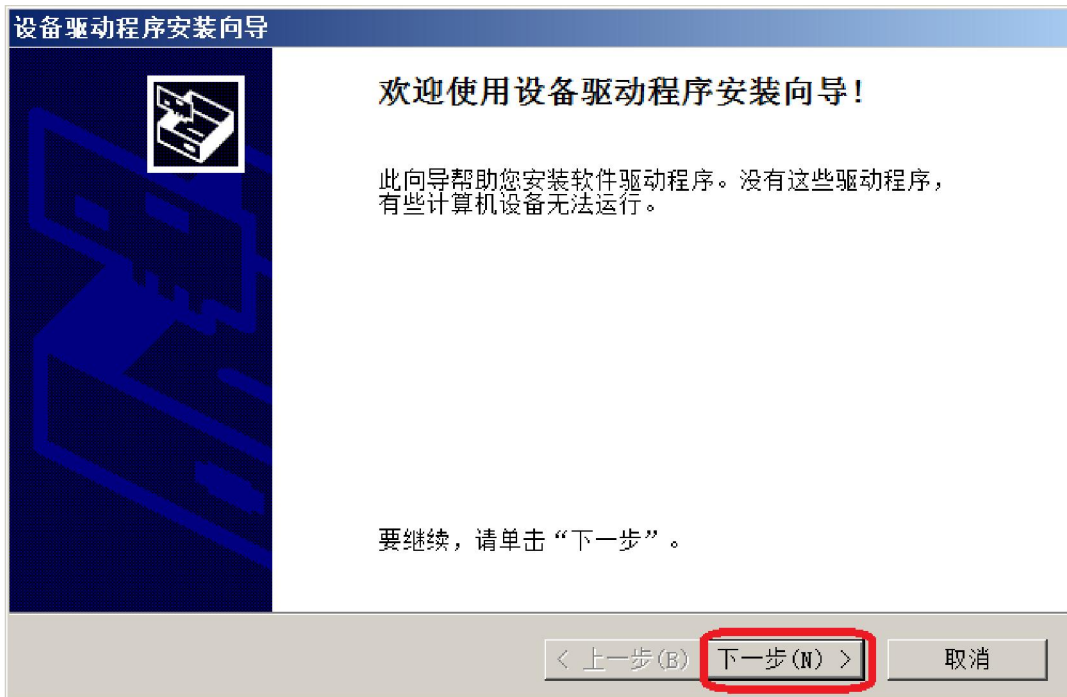 设备驱动程序安装向导
欢迎使用设备驱动程序安装向导！
此向导帮助您安装软件驱动程序。没有这些驱动程序，
有些计算机设备无法运行。
要继续，请单击“下一步”。
< 上一步(B) 下一步(N) > 取消